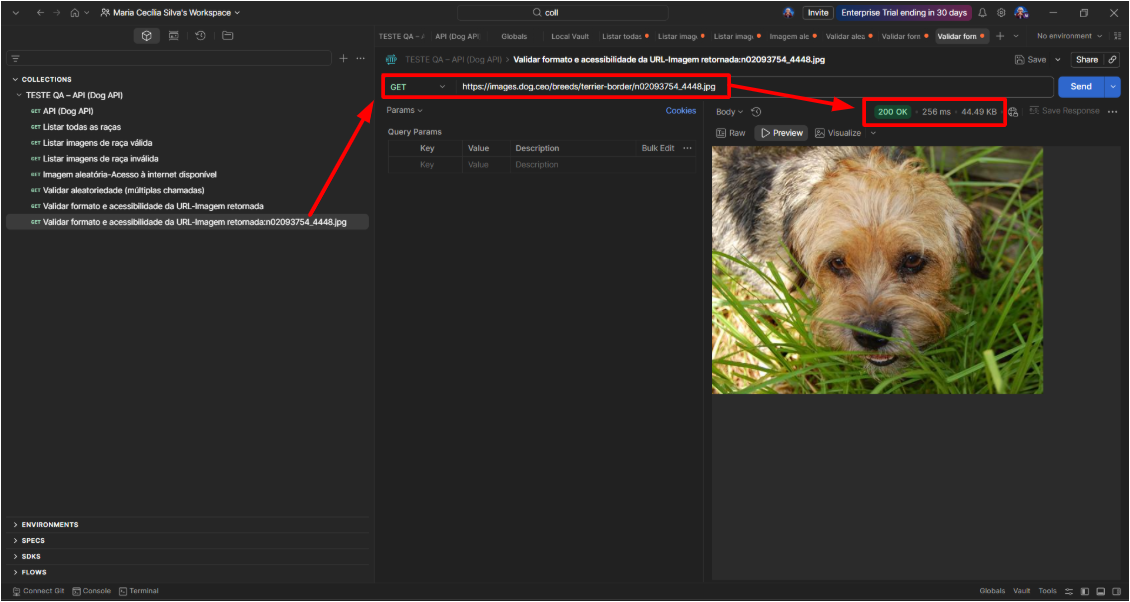 Maria Cecília Silva's Workspace
coll
Invite
Enterprise Trial ending in 30 days
TESTE QA –
API (Dog API
Globals
Local Vault
Listar todas
Listar imag
Listar imag
Imagem ale
Validar alea
Validar form
Validar form
No environment
TESTE QA – API (Dog API) > Validar formato e acessibilidade da URL-Imagem retornada:n02093754_4448.jpg
Save
Share
COLLECTIONS
TESTE QA – API (Dog API)
GET API (Dog API)
GET Listar todas as raças
GET Listar imagens de raça válida
GET Listar imagens de raça inválida
GET Imagem aleatória-Acesso à internet disponível
GET Validar aleatoriedade (múltiplas chamadas)
GET Validar formato e acessibilidade da URL-Imagem retornada
GET Validar formato e acessibilidade da URL-Imagem retornada:n02093754_4448.jpg
GET
https://images.dog.ceo/breeds/terrier-border/n02093754_4448.jpg
Send
Params
Cookies
Query Params
Key Value Description Bulk Edit
Key Value Description
Body
200 OK
256 ms
44.49 KB
Save Response
Raw
Preview
Visualize
ENVIRONMENTS
SPECS
SDKS
FLOWS
Connect Git
Console
Terminal
Globals
Vault
Tools